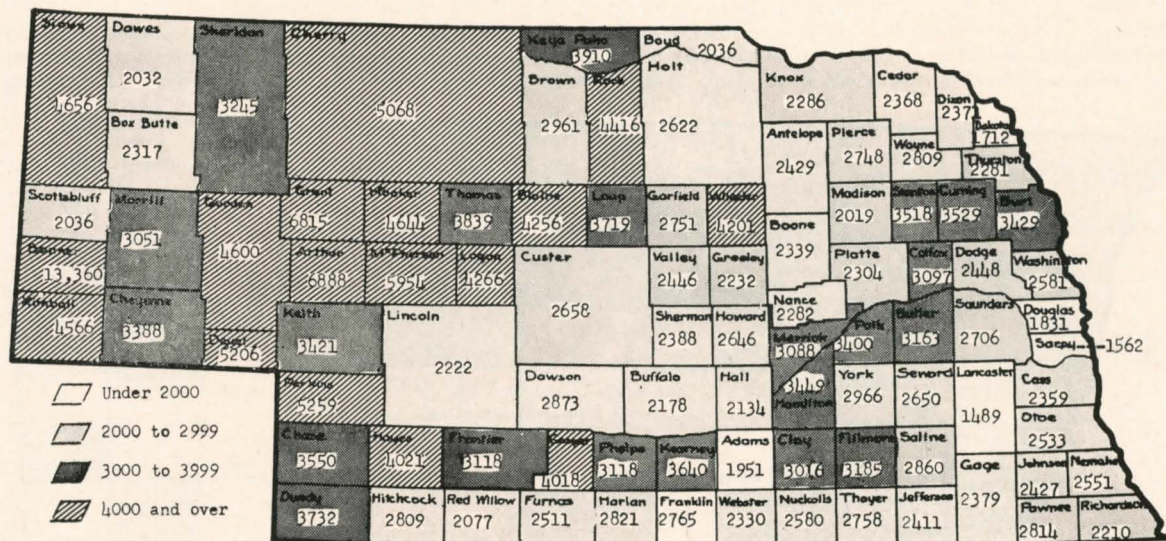 Sioux
4656
Dawes
2032
Box Butte
2317
Sheridan
3245
Cherry
5068
Keya Paha
3910
Boyd
2036
Brown
2961
Rock
4416
Holt
2622
Knox
2286
Cedar
2368
Dixon
2371
Dakota
1712
Antelope
2429
Pierce
2748
Wayne
2809
Thurston
2281
Scottsbluff
2036
Morrill
3051
Garden
4600
Grant
6815
Hooker
4644
Thomas
3839
Blaine
4256
Loup
3719
Garfield
2751
Wheeler
4201
Boone
2339
Madison
2019
Stanton
3518
Cuming
3529
Burt
3429
Banner
13,360
Arthur
6888
McPherson
5954
Logan
4266
Custer
2658
Valley
2446
Greeley
2232
Platte
2304
Colfax
3097
Dodge
2448
Washington
2581
Kimball
4566
Cheyenne
3388
Deuel
5206
Keith
3421
Lincoln
2222
Sherman
2388
Howard
2646
Nance
2282
Merrick
3088
Polk
3400
Butler
3163
Saunders
2706
Douglas
1831
Sarpy
1562
Perkins
5259
Dawson
2873
Buffalo
2178
Hall
2134
3449
Hamilton
York
2966
Seward
2650
Lancaster
1489
Cass
2359
Otoe
2533
Chase
3550
Hayes
4021
Frontier
3118
Gosper
4018
Phelps
3118
Kearney
3640
Adams
1951
Clay
3016
Fillmore
3185
Saline
2860
Gage
2379
Johnson
2427
Nemaha
2551
Dundy
3732
Hitchcock
2809
Red Willow
2077
Furnas
2511
Harlan
2821
Franklin
2765
Webster
2330
Nuckolls
2580
Thayer
2758
Jefferson
2411
Pawnee
2814
Richardson
2210
Under 2000
2000 to 2999
3000 to 3999
4000 and over